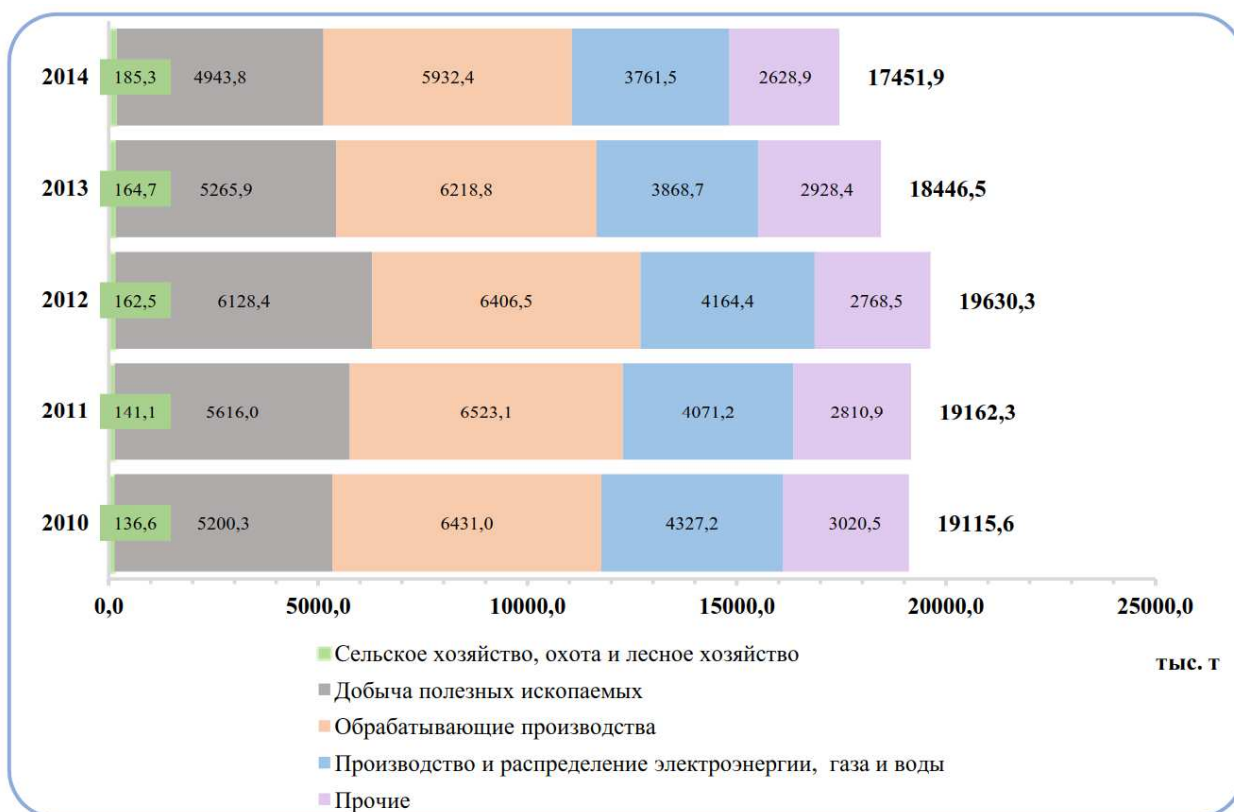 2014 185,3 4943,8 5932,4 3761,5 2628,9 17451,9
2013 164,7 5265,9 6218,8 3868,7 2928,4 18446,5
2012 162,5 6128,4 6406,5 4164,4 2768,5 19630,3
2011 141,1 5616,0 6523,1 4071,2 2810,9 19162,3
2010 136,6 5200,3 6431,0 4327,2 3020,5 19115,6
0,0 5000,0 10000,0 15000,0 20000,0 25000,0
Сельское хозяйство, охота и лесное хозяйство
тыс. т
Добыча полезных ископаемых
Обрабатывающие производства
Производство и распределение электроэнергии, газа и воды
Прочие